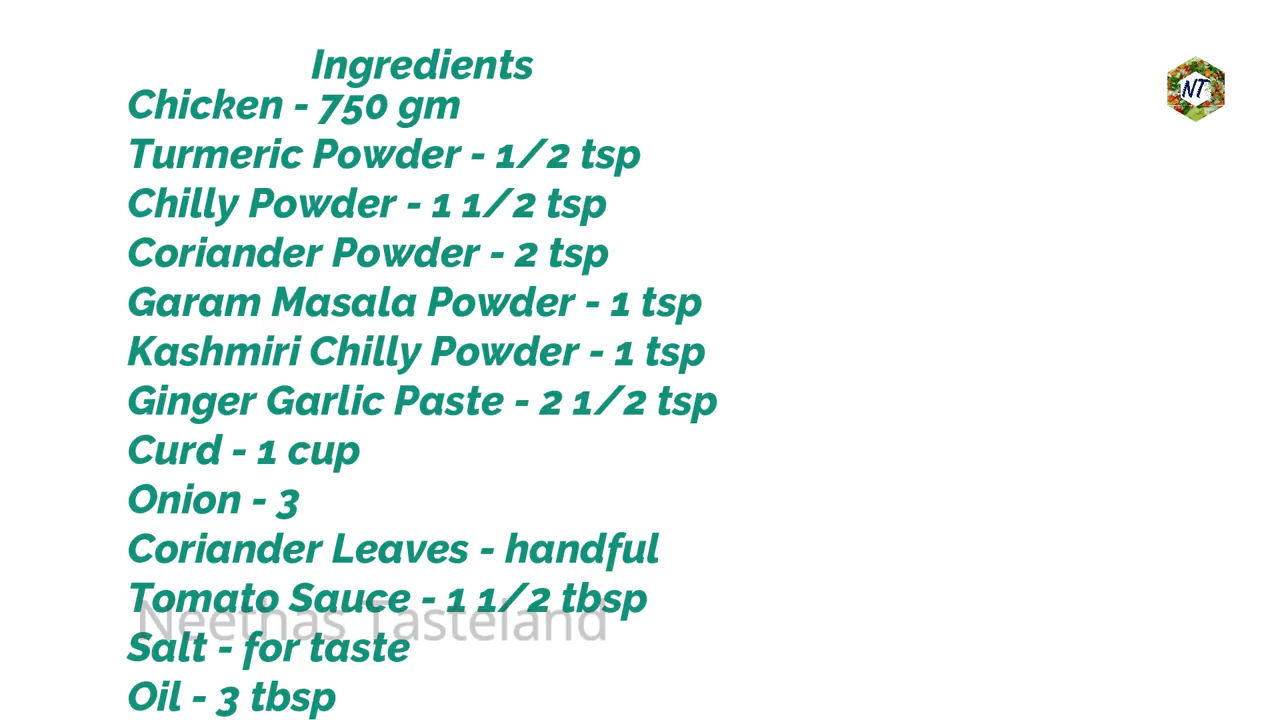 Ingredients
NT
Chicken - 750 gm
Turmeric Powder - 1/2 tsp
Chilly Powder - 1 1/2 tsp
Coriander Powder - 2 tsp
Garam Masala Powder - 1 tsp
Kashmiri Chilly Powder - 1 tsp
Ginger Garlic Paste - 2 1/2 tsp
Curd - 1 cup
Onion - 3
Coriander Leaves - handful
Tomato Sauce - 1 1/2 tbsp
Neethas Tasteland
Salt - for taste
Oil - 3 tbsp